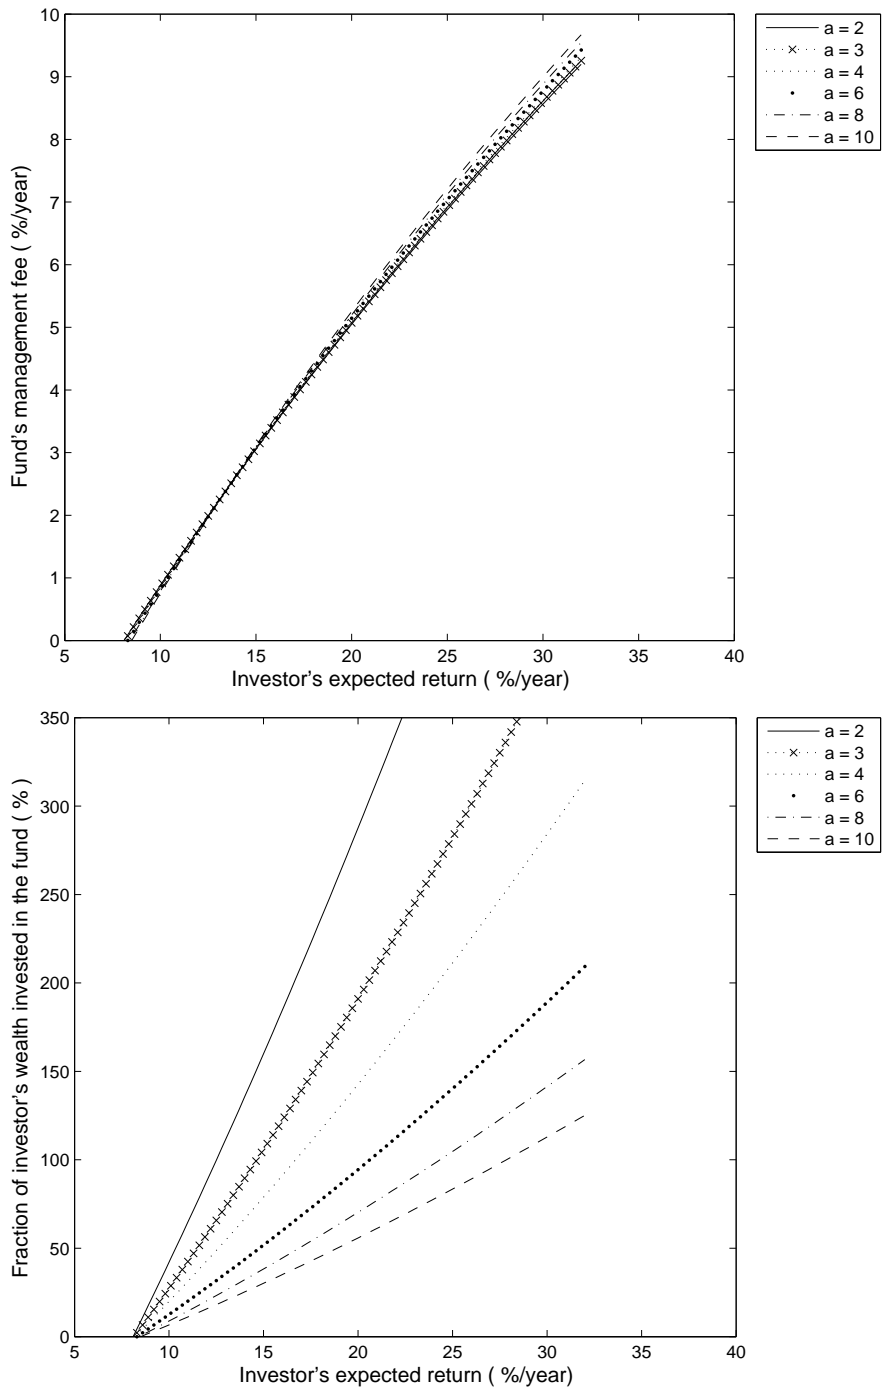 10
9
8
7
6
5
4
3
2
1
0
Fund's management fee ( %/year)
5 10 15 20 25 30 35 40
Investor's expected return ( %/year)
a = 2
a = 3
a = 4
a = 6
a = 8
a = 10
350
300
250
200
150
100
50
0
Fraction of investor's wealth invested in the fund ( %)
5 10 15 20 25 30 35 40
Investor's expected return ( %/year)
a = 2
a = 3
a = 4
a = 6
a = 8
a = 10